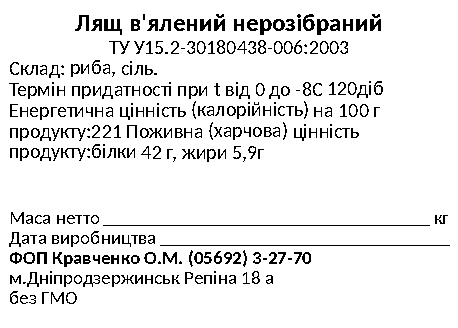 Лящ в'ялений нерозібраний
ТУ У15.2-30180438-006:2003
Склад: риба, сіль.
Термін придатності при t від 0 до -8С 120діб
Енергетична цінність (калорійність) на 100 г
продукту:221 Поживна (харчова) цінність
продукту:білки 42 г, жири 5,9г
Маса нетто ______________________________ кг
Дата виробництва ___________________________
ФОП Кравченко О.М. (05692) 3-27-70
м.Дніпродзержинськ Репіна 18 а
без ГМО